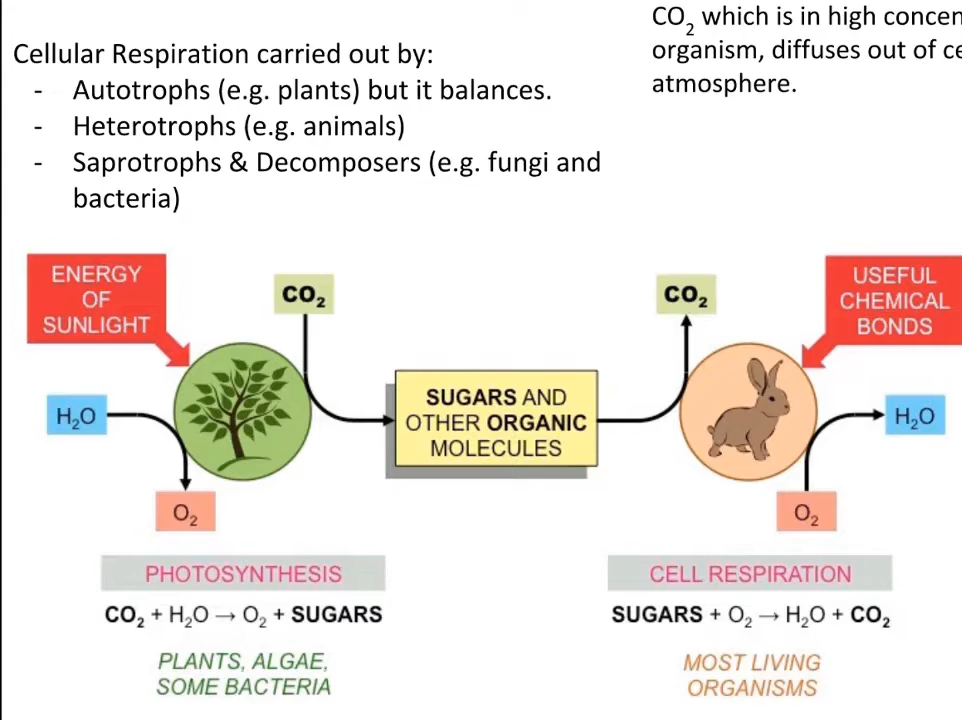 CO₂ which is in high concen
organism, diffuses out of ce
atmosphere.
Cellular Respiration carried out by:
- Autotrophs (e.g. plants) but it balances.
- Heterotrophs (e.g. animals)
- Saprotrophs & Decomposers (e.g. fungi and
bacteria)
ENERGY
OF
SUNLIGHT
CO₂
H₂O
O₂
SUGARS AND
OTHER ORGANIC
MOLECULES
CO₂
USEFUL
CHEMICAL
BONDS
H₂O
O₂
PHOTOSYNTHESIS
CO₂ + H₂O → O₂ + SUGARS
PLANTS, ALGAE,
SOME BACTERIA
CELL RESPIRATION
SUGARS + O₂ → H₂O + CO₂
MOST LIVING
ORGANISMS